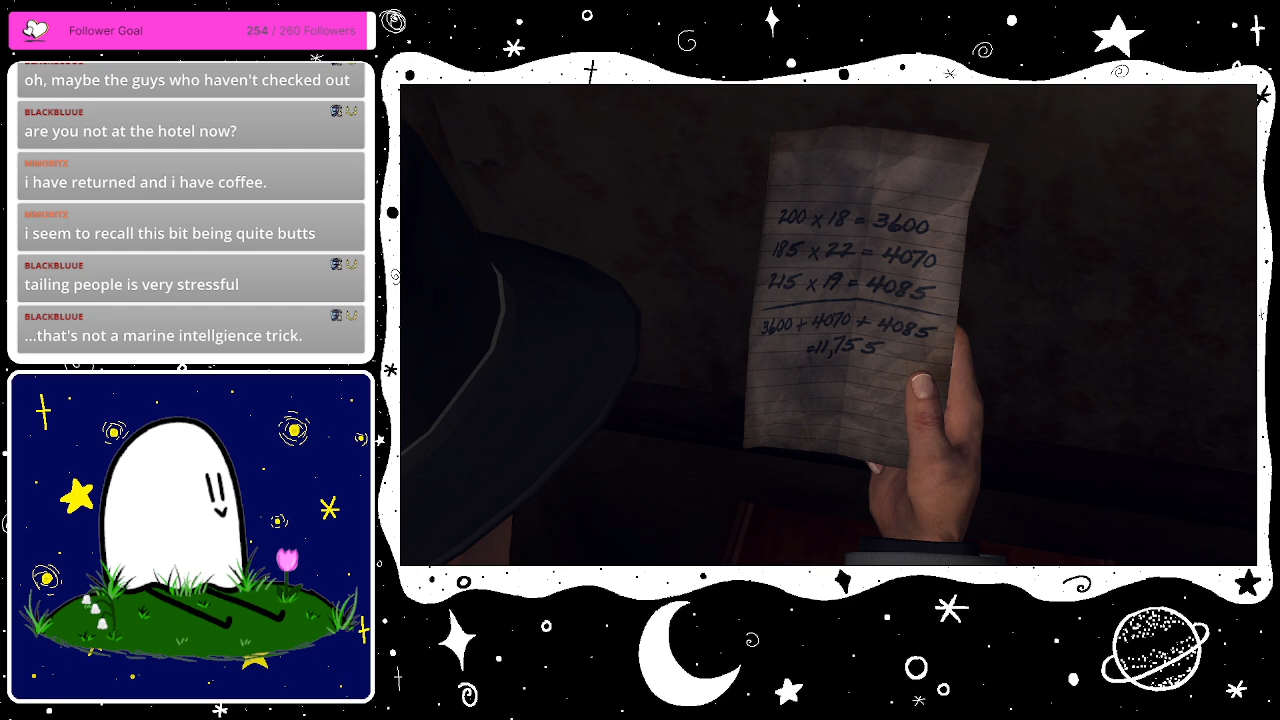 Follower Goal
254 / 260 Followers
oh, maybe the guys who haven't checked out
BLACKBLUUE
are you not at the hotel now?
i have returned and i have coffee.
i seem to recall this bit being quite butts
BLACKBLUUE
tailing people is very stressful
BLACKBLUUE
...that's not a marine intellgience trick.
200 x 18 = 3600
185 x 22 = 4070
215 x 19 = 4085
3600 + 4070 + 4085
=11,755